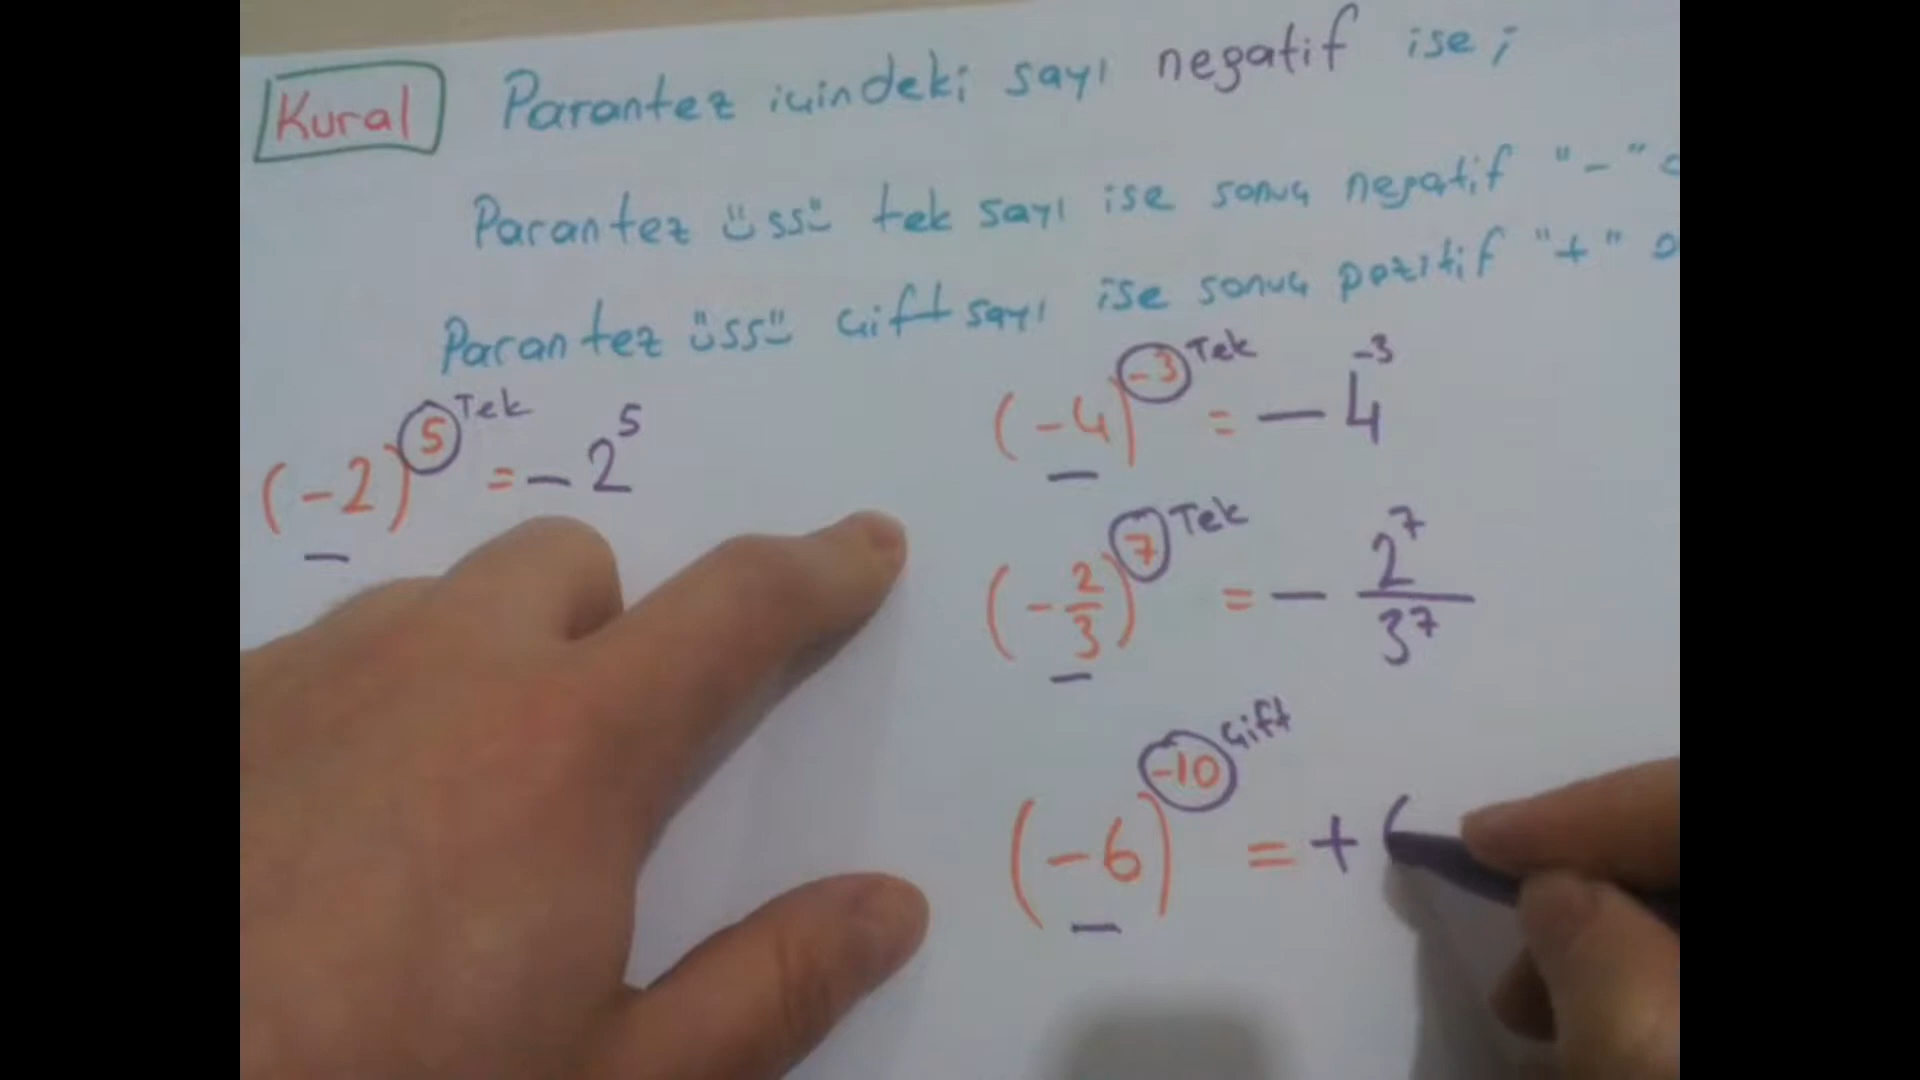 Kural Parantez içindeki sayı negatif ise;
Parantez üssü tek sayı ise sonuç negatif "-"
Parantez üssü çift sayı ise sonuç pozitif "+"
(-2)^5 Tek = -2^5
(-4)^-3 Tek = -4^-3
(-2/3)^7 Tek = - 2^7/3^7
(-6)^-10 Çift = +